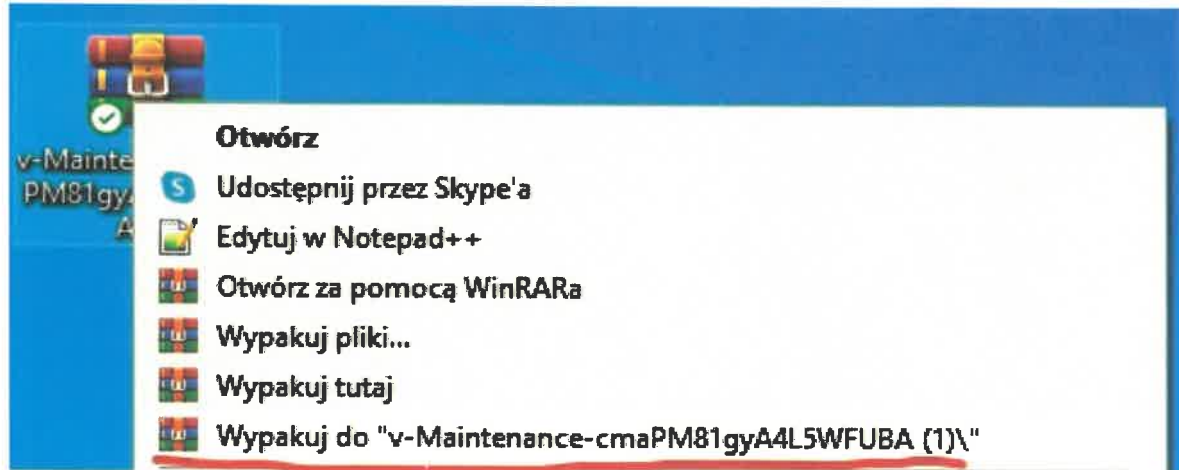 v-Mainte
PM81gyA
A
Otwórz
Udostępnij przez Skype'a
Edytuj w Notepad++
Otwórz za pomocą WinRARa
Wypakuj pliki...
Wypakuj tutaj
Wypakuj do "v-Maintenance-cmaPM81gyA4L5WFUBA (1)\"